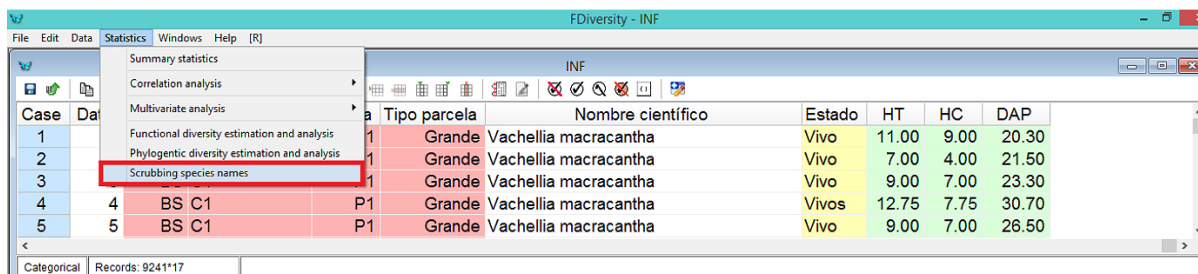 FDiversity - INF
File Edit Data Statistics Windows Help [R]
Summary statistics
Correlation analysis
Multivariate analysis
Functional diversity estimation and analysis
Phylogentic diversity estimation and analysis
Scrubbing species names
INF
Case Dat a Tipo parcela Nombre científico Estado HT HC DAP
1 1 Grande Vachellia macracantha Vivo 11.00 9.00 20.30
2 1 Grande Vachellia macracantha Vivo 7.00 4.00 21.50
3 1 Grande Vachellia macracantha Vivo 9.00 7.00 23.30
4 4 BS C1 P1 Grande Vachellia macracantha Vivos 12.75 7.75 30.70
5 5 BS C1 P1 Grande Vachellia macracantha Vivo 9.00 7.00 26.50
Categorical Records: 9241*17